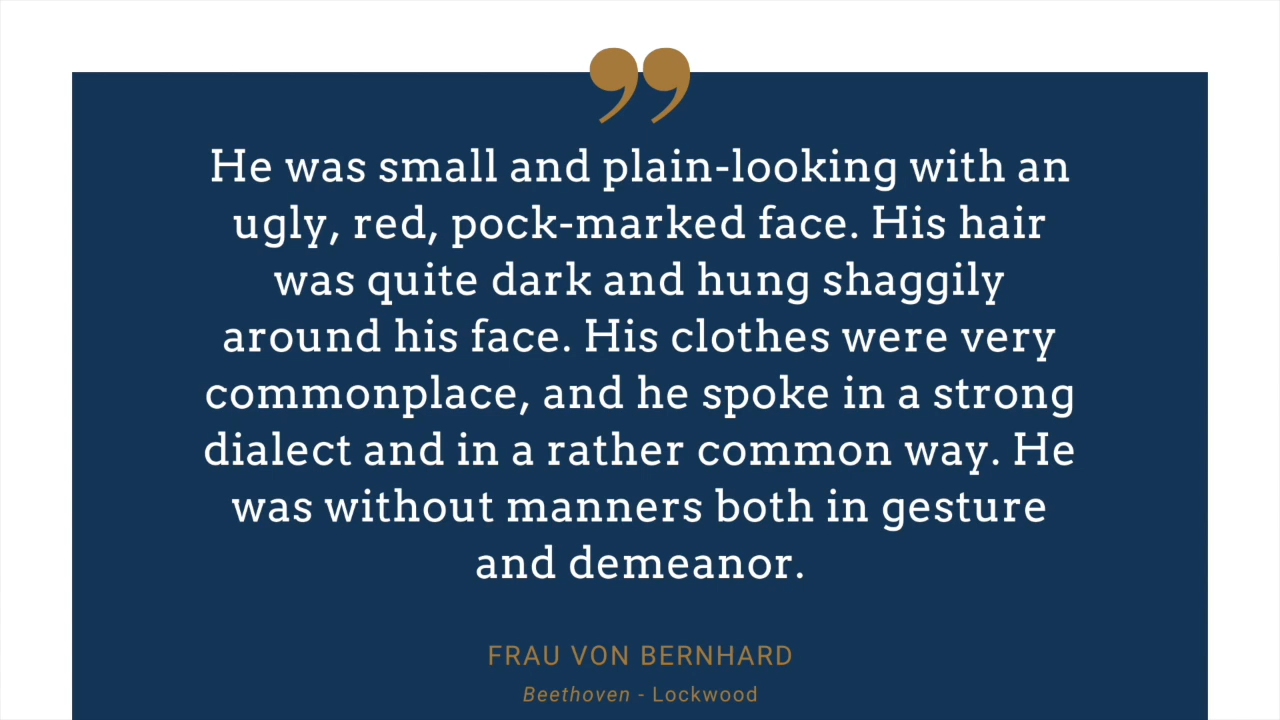 ”
He was small and plain-looking with an
ugly, red, pock-marked face. His hair
was quite dark and hung shaggily
around his face. His clothes were very
commonplace, and he spoke in a strong
dialect and in a rather common way. He
was without manners both in gesture
and demeanor.
FRAU VON BERNHARD
Beethoven - Lockwood